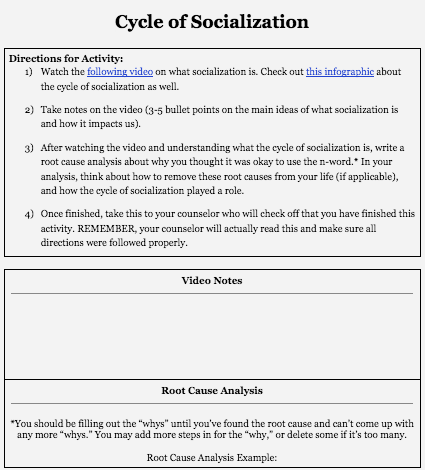 Cycle of Socialization
Directions for Activity:
1) Watch the following video on what socialization is. Check out this infographic about
the cycle of socialization as well.
2) Take notes on the video (3-5 bullet points on the main ideas of what socialization is
and how it impacts us).
3) After watching the video and understanding what the cycle of socialization is, write a
root cause analysis about why you thought it was okay to use the n-word.* In your
analysis, think about how to remove these root causes from your life (if applicable),
and how the cycle of socialization played a role.
4) Once finished, take this to your counselor who will check off that you have finished this
activity. REMEMBER, your counselor will actually read this and make sure all
directions were followed properly.
Video Notes
Root Cause Analysis
*You should be filling out the “whys” until you’ve found the root cause and can’t come up with
any more “whys.” You may add more steps in for the “why,” or delete some if it’s too many.
Root Cause Analysis Example: